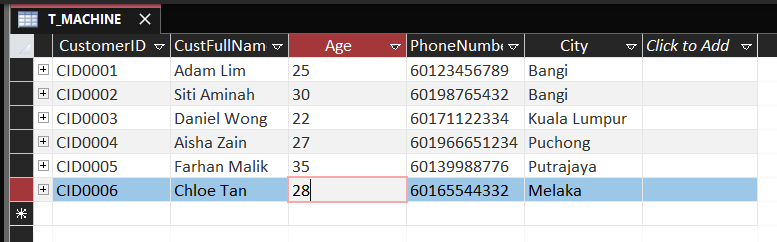 T_MACHINE
CustomerID CustFullNam Age PhoneNumbe City Click to Add
CID0001 Adam Lim 25 60123456789 Bangi
CID0002 Siti Aminah 30 60198765432 Bangi
CID0003 Daniel Wong 22 60171122334 Kuala Lumpur
CID0004 Aisha Zain 27 601966651234 Puchong
CID0005 Farhan Malik 35 60139988776 Putrajaya
CID0006 Chloe Tan 28 60165544332 Melaka